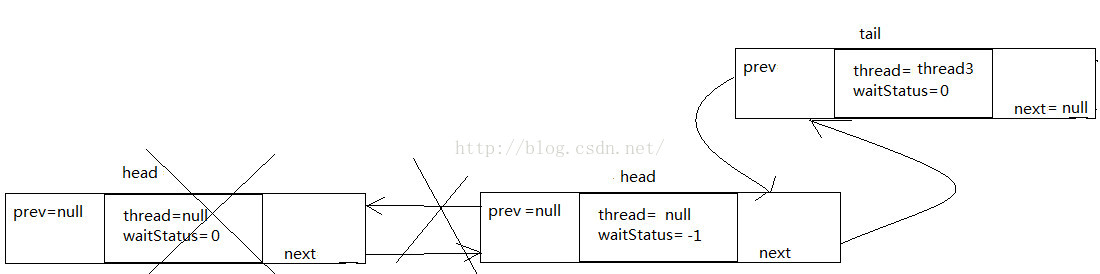 tail
prev
thread= thread3
waitStatus=0
next= null
http://blog.csdn.net/
head
prev=null
thread=null
waitStatus=0
next
head
prev =null
thread= null
waitStatus= -1
next